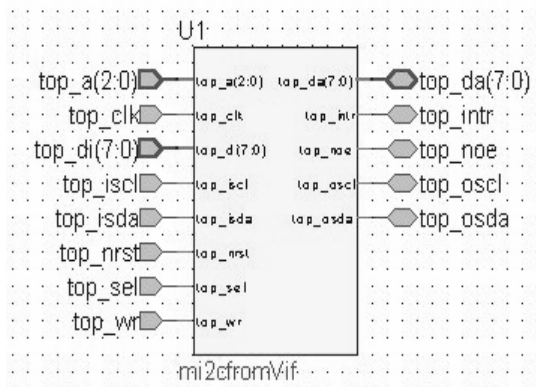 U1
top_a(2:0) top_a(2:0) top_da(7:0) top_da(7:0)
top_clk top_clk top_intr top_intr
top_di(7:0) top_di(7:0) top_noe top_noe
top_iscl top_iscl top_oscl top_oscl
top_isda top_isda top_osda top_osda
top_nrst top_nrst
top_sel top_sel
top_wr top_wr
mi2cfromVif